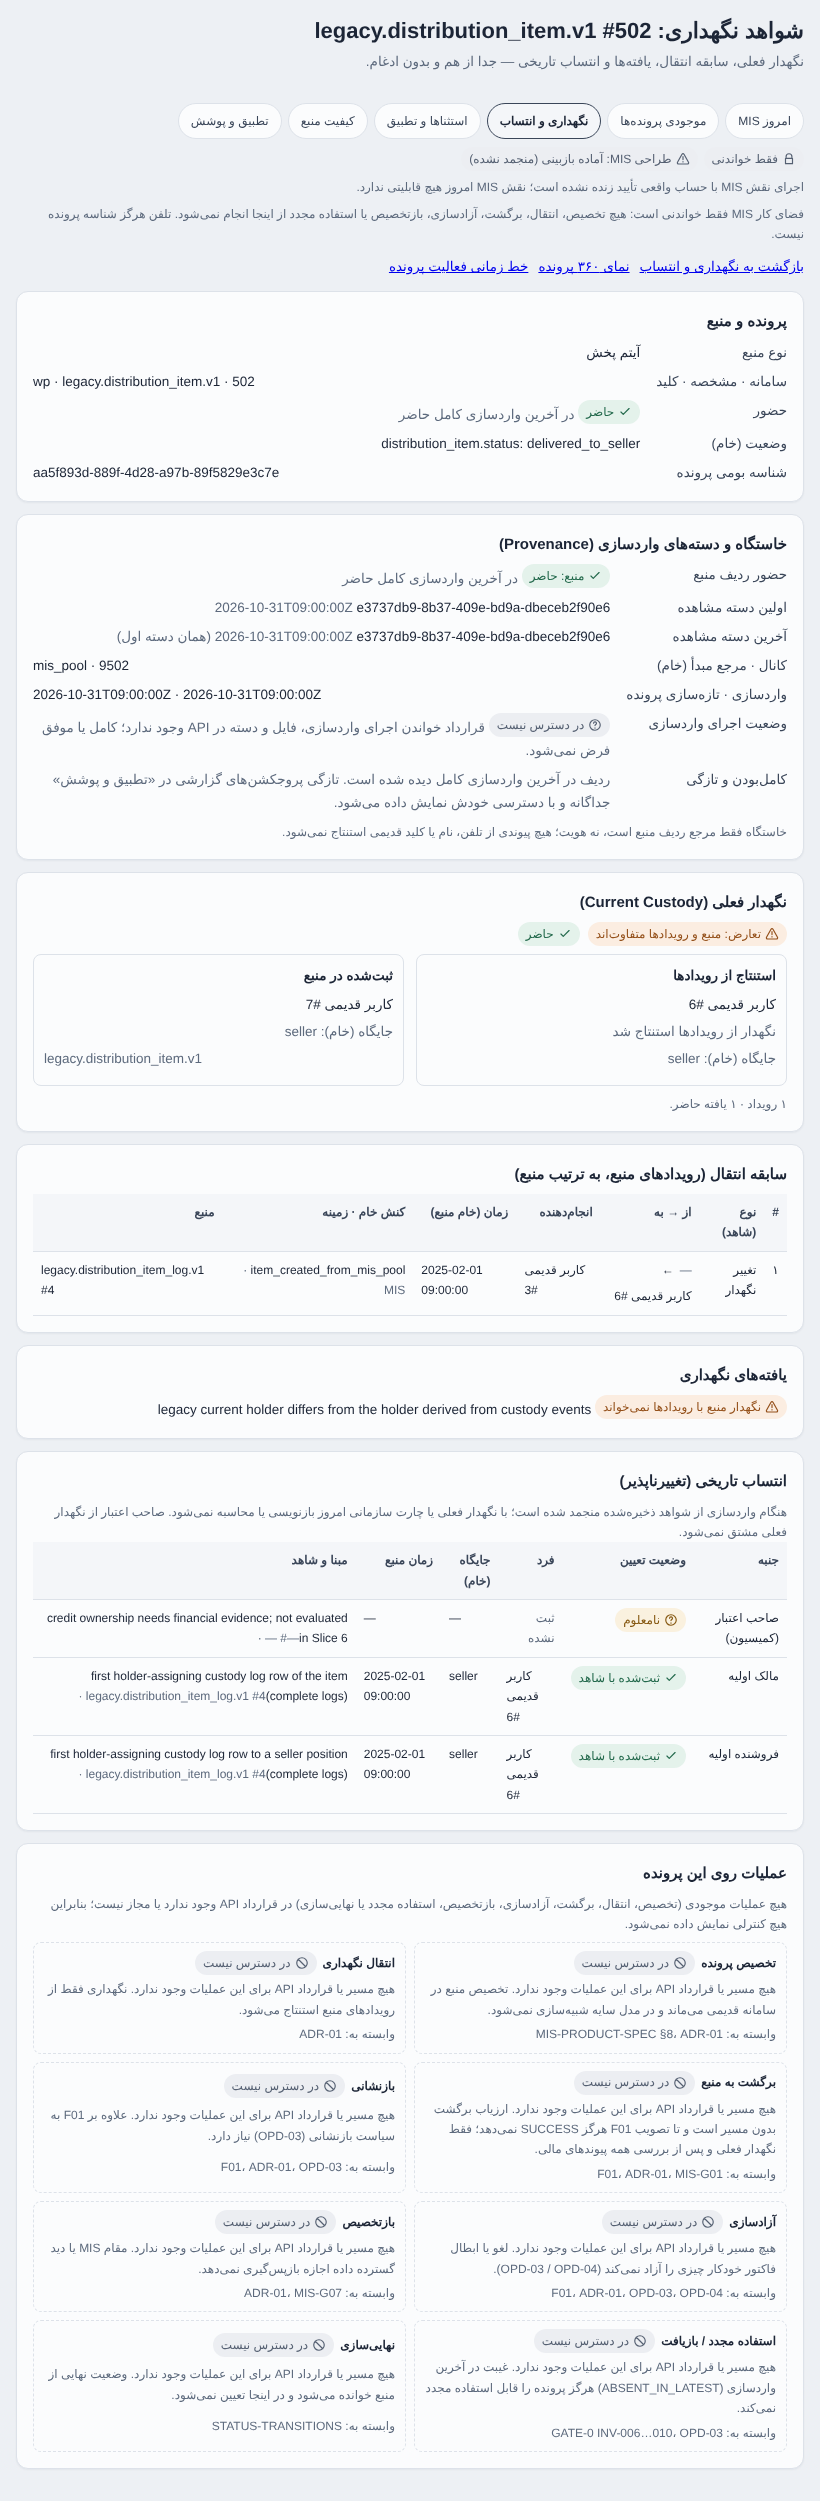 شواهد نگهداری: legacy.distribution_item.v1 #502
نگهدار فعلی، سابقه انتقال، یافته‌ها و انتساب تاریخی — جدا از هم و بدون ادغام.
امروز MIS
موجودی پرونده‌ها
نگهداری و انتساب
استثناها و تطبیق
کیفیت منبع
تطبیق و پوشش
فقط خواندنی
طراحی MIS: آماده بازبینی (منجمد نشده)
اجرای نقش MIS با حساب واقعی تأیید زنده نشده است؛ نقش MIS امروز هیچ قابلیتی ندارد.
فضای کار MIS فقط خواندنی است: هیچ تخصیص، انتقال، برگشت، آزادسازی، بازتخصیص یا استفاده مجدد از اینجا انجام نمی‌شود. تلفن هرگز شناسه پرونده
نیست.
بازگشت به نگهداری و انتساب
نمای ۳۶۰ پرونده
خط زمانی فعالیت پرونده
پرونده و منبع
نوع منبع
آیتم پخش
سامانه · مشخصه · کلید
wp · legacy.distribution_item.v1 · 502
حضور
حاضر
در آخرین واردسازی کامل حاضر
وضعیت (خام)
distribution_item.status: delivered_to_seller
شناسه بومی پرونده
aa5f893d-889f-4d28-a97b-89f5829e3c7e
خاستگاه و دسته‌های واردسازی (Provenance)
حضور ردیف منبع
منبع: حاضر
در آخرین واردسازی کامل حاضر
اولین دسته مشاهده
e3737db9-8b37-409e-bd9a-dbeceb2f90e6 2026-10-31T09:00:00Z
آخرین دسته مشاهده
e3737db9-8b37-409e-bd9a-dbeceb2f90e6 2026-10-31T09:00:00Z (همان دسته اول)
کانال · مرجع مبدأ (خام)
mis_pool · 9502
واردسازی · تازه‌سازی پرونده
2026-10-31T09:00:00Z · 2026-10-31T09:00:00Z
وضعیت اجرای واردسازی
در دسترس نیست
قرارداد خواندن اجرای واردسازی، فایل و دسته در API وجود ندارد؛ کامل یا موفق
فرض نمی‌شود.
کامل‌بودن و تازگی
ردیف در آخرین واردسازی کامل دیده شده است. تازگی پروجکشن‌های گزارشی در «تطبیق و پوشش»
جداگانه و با دسترسی خودش نمایش داده می‌شود.
خاستگاه فقط مرجع ردیف منبع است، نه هویت؛ هیچ پیوندی از تلفن، نام یا کلید قدیمی استنتاج نمی‌شود.
نگهدار فعلی (Current Custody)
تعارض: منبع و رویدادها متفاوت‌اند
حاضر
استنتاج از رویدادها
کاربر قدیمی #6
نگهدار از رویدادها استنتاج شد
جایگاه (خام): seller
ثبت‌شده در منبع
کاربر قدیمی #7
جایگاه (خام): seller
legacy.distribution_item.v1
۱ رویداد · ۱ یافته حاضر.
سابقه انتقال (رویدادهای منبع، به ترتیب منبع)
#
نوع
(شاهد)
از → به
انجام‌دهنده
زمان (خام منبع)
کنش خام · زمینه
منبع
۱
تغییر
نگهدار
— ←
کاربر قدیمی #6
کاربر قدیمی
#3
2025-02-01
09:00:00
item_created_from_mis_pool ·
MIS
legacy.distribution_item_log.v1
#4
یافته‌های نگهداری
نگهدار منبع با رویدادها نمی‌خواند
legacy current holder differs from the holder derived from custody events
انتساب تاریخی (تغییرناپذیر)
هنگام واردسازی از شواهد ذخیره‌شده منجمد شده است؛ با نگهدار فعلی یا چارت سازمانی امروز بازنویسی یا محاسبه نمی‌شود. صاحب اعتبار از نگهدار
فعلی مشتق نمی‌شود.
جنبه
وضعیت تعیین
فرد
جایگاه
(خام)
زمان منبع
مبنا و شاهد
صاحب اعتبار
(کمیسیون)
نامعلوم
ثبت
نشده
—
—
credit ownership needs financial evidence; not evaluated
in Slice 6 · — #—
مالک اولیه
ثبت‌شده با شاهد
کاربر
قدیمی
#6
seller
2025-02-01
09:00:00
first holder-assigning custody log row of the item
(complete logs) · legacy.distribution_item_log.v1 #4
فروشنده اولیه
ثبت‌شده با شاهد
کاربر
قدیمی
#6
seller
2025-02-01
09:00:00
first holder-assigning custody log row to a seller position
(complete logs) · legacy.distribution_item_log.v1 #4
عملیات روی این پرونده
هیچ عملیات موجودی (تخصیص، انتقال، برگشت، آزادسازی، بازتخصیص، استفاده مجدد یا نهایی‌سازی) در قرارداد API وجود ندارد یا مجاز نیست؛ بنابراین
هیچ کنترلی نمایش داده نمی‌شود.
تخصیص پرونده
در دسترس نیست
هیچ مسیر یا قرارداد API برای این عملیات وجود ندارد. تخصیص منبع در
سامانه قدیمی می‌ماند و در مدل سایه شبیه‌سازی نمی‌شود.
وابسته به: MIS-PRODUCT-SPEC §8، ADR-01
انتقال نگهداری
در دسترس نیست
هیچ مسیر یا قرارداد API برای این عملیات وجود ندارد. نگهداری فقط از
رویدادهای منبع استنتاج می‌شود.
وابسته به: ADR-01
برگشت به منبع
در دسترس نیست
هیچ مسیر یا قرارداد API برای این عملیات وجود ندارد. ارزیاب برگشت
بدون مسیر است و تا تصویب F01 هرگز SUCCESS نمی‌دهد؛ فقط
نگهدار فعلی و پس از بررسی همه پیوندهای مالی.
وابسته به: F01، ADR-01، MIS-G01
بازنشانی
در دسترس نیست
هیچ مسیر یا قرارداد API برای این عملیات وجود ندارد. علاوه بر F01 به
سیاست بازنشانی (OPD-03) نیاز دارد.
وابسته به: F01، ADR-01، OPD-03
آزادسازی
در دسترس نیست
هیچ مسیر یا قرارداد API برای این عملیات وجود ندارد. لغو یا ابطال
فاکتور خودکار چیزی را آزاد نمی‌کند (OPD-03 / OPD-04).
وابسته به: F01، ADR-01، OPD-03، OPD-04
بازتخصیص
در دسترس نیست
هیچ مسیر یا قرارداد API برای این عملیات وجود ندارد. مقام MIS یا دید
گسترده داده اجازه بازپس‌گیری نمی‌دهد.
وابسته به: ADR-01، MIS-G07
استفاده مجدد / بازیافت
در دسترس نیست
هیچ مسیر یا قرارداد API برای این عملیات وجود ندارد. غیبت در آخرین
واردسازی (ABSENT_IN_LATEST) هرگز پرونده را قابل استفاده مجدد
نمی‌کند.
وابسته به: GATE-0 INV-006…010، OPD-03
نهایی‌سازی
در دسترس نیست
هیچ مسیر یا قرارداد API برای این عملیات وجود ندارد. وضعیت نهایی از
منبع خوانده می‌شود و در اینجا تعیین نمی‌شود.
وابسته به: STATUS-TRANSITIONS